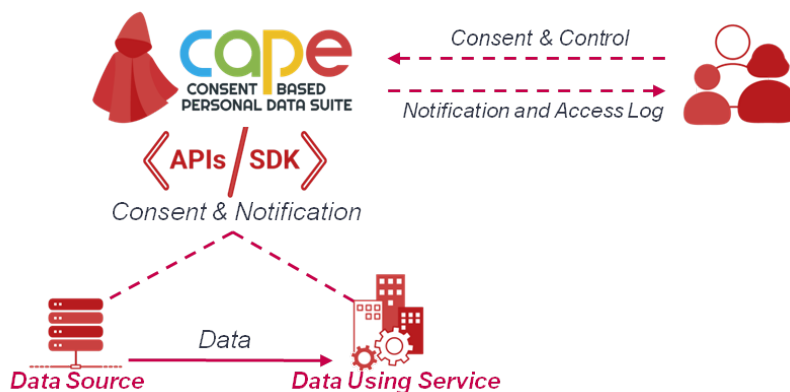 cape
CONSENT BASED
PERSONAL DATA SUITE
Consent & Control
Notification and Access Log
APIs / SDK
Consent & Notification
Data
Data Source
Data Using Service